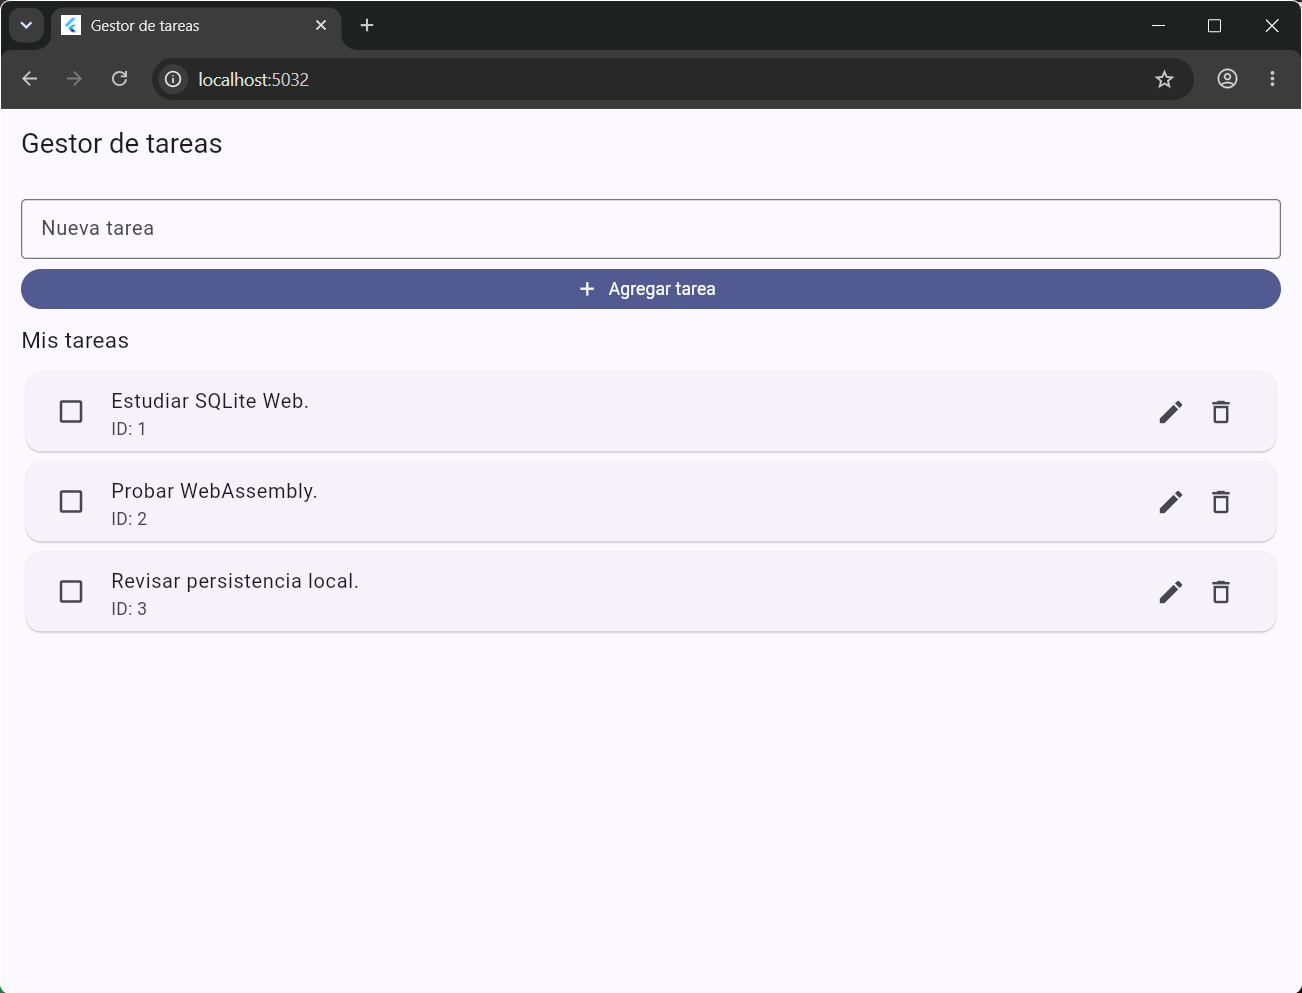 Gestor de tareas
localhost:5032
Gestor de tareas
Nueva tarea
Agregar tarea
Mis tareas
Estudiar SQLite Web.
ID: 1
Probar WebAssembly.
ID: 2
Revisar persistencia local.
ID: 3